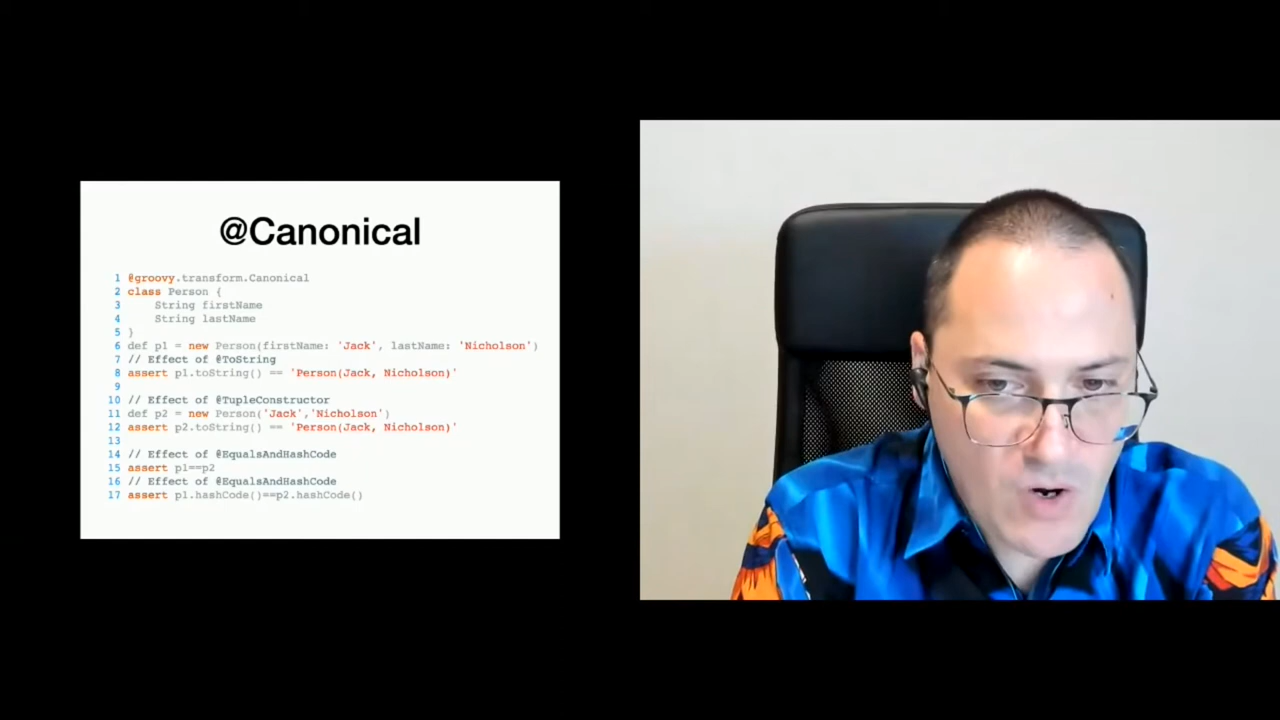 @Canonical
1 @groovy.transform.Canonical
2 class Person {
3     String firstName
4     String lastName
5 }
6 def p1 = new Person(firstName: 'Jack', lastName: 'Nicholson')
7 // Effect of @ToString
8 assert p1.toString() == 'Person(Jack, Nicholson)'
9
10 // Effect of @TupleConstructor
11 def p2 = new Person('Jack','Nicholson')
12 assert p2.toString() == 'Person(Jack, Nicholson)'
13
14 // Effect of @EqualsAndHashCode
15 assert p1==p2
16 // Effect of @EqualsAndHashCode
17 assert p1.hashCode()==p2.hashCode()